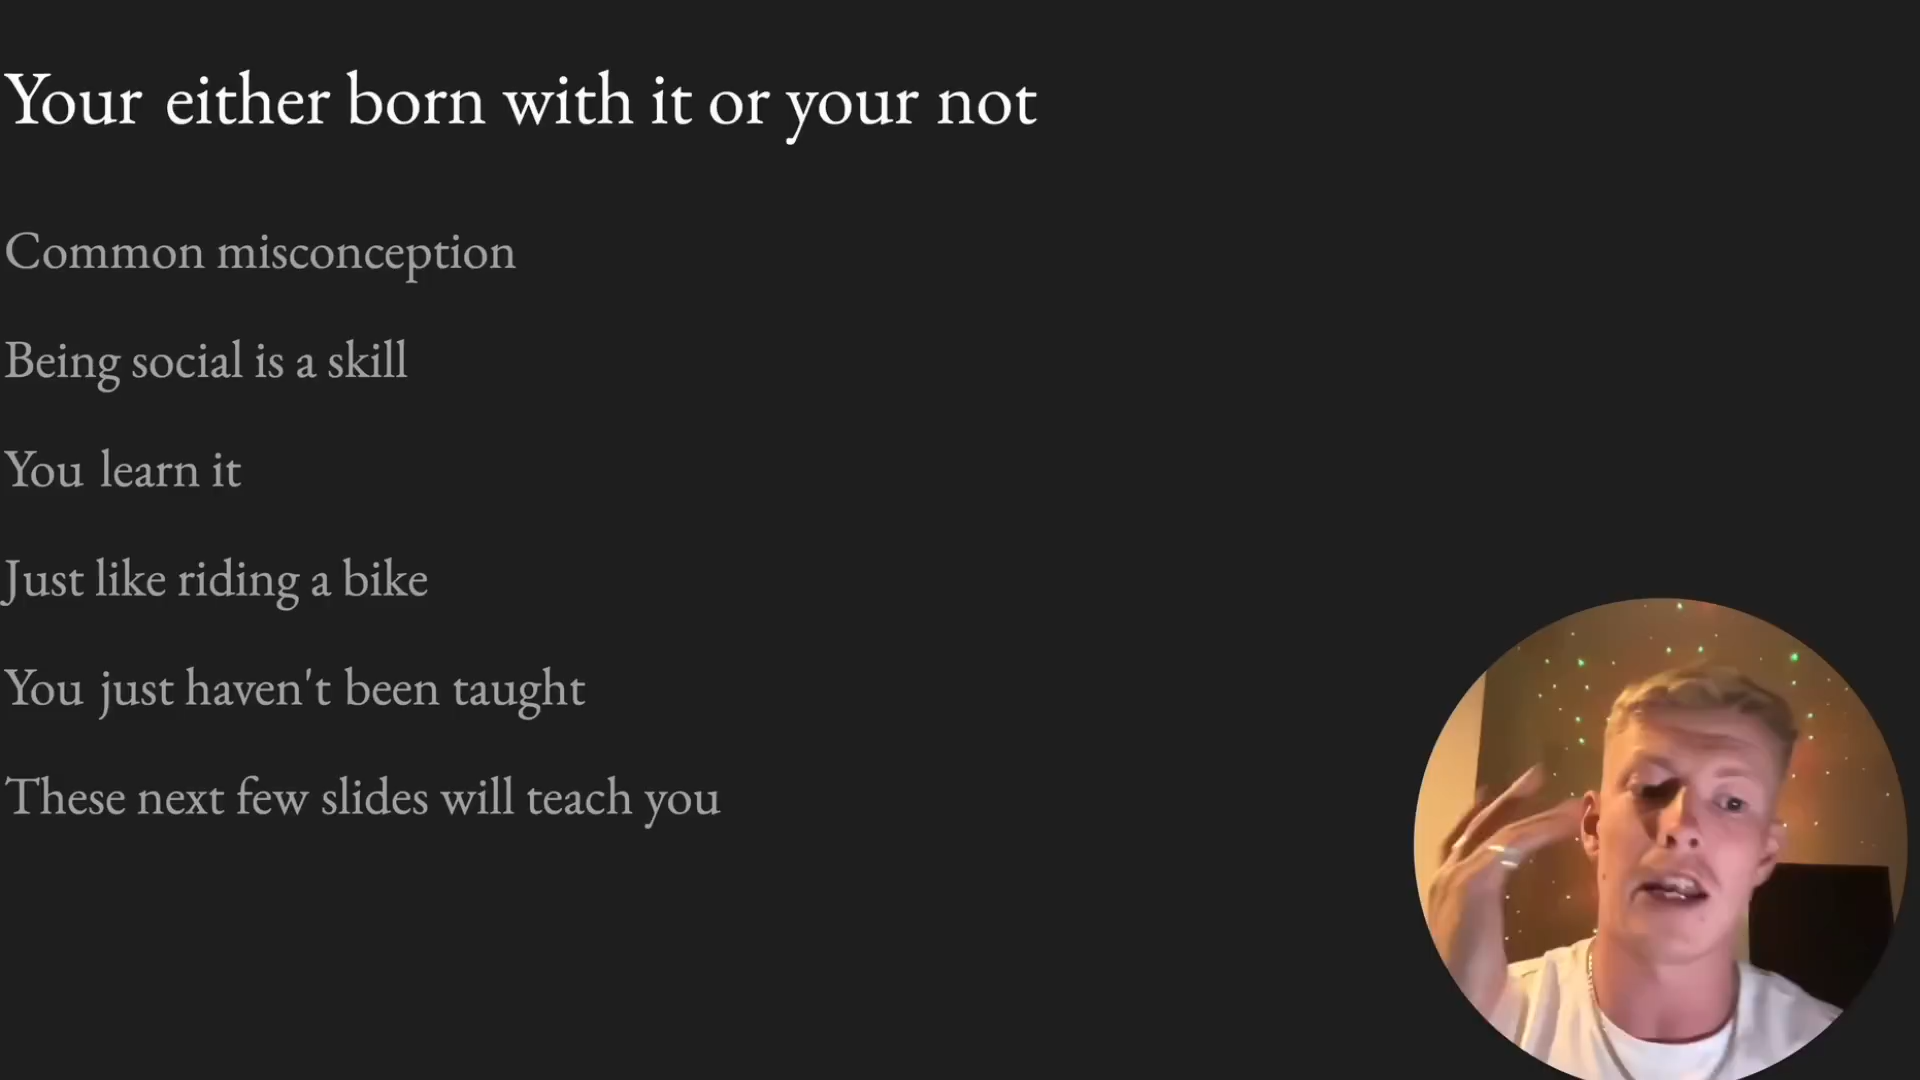 Your either born with it or your not
Common misconception
Being social is a skill
You learn it
Just like riding a bike
You just haven't been taught
These next few slides will teach you